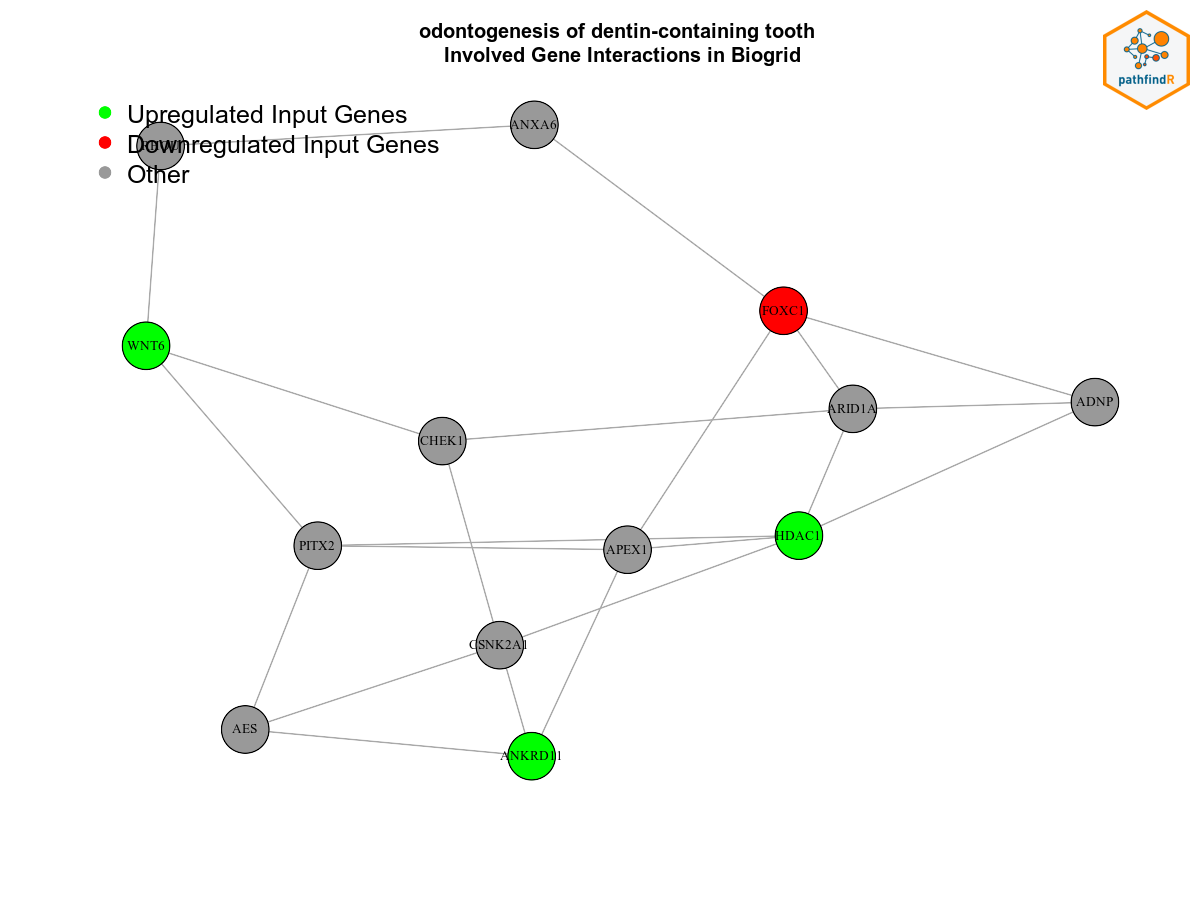 odontogenesis of dentin-containing tooth
Involved Gene Interactions in Biogrid
pathfindR
Upregulated Input Genes
Downregulated Input Genes
Other
ANXA6
FOXC1
WNT6
ADNP
ARID1A
CHEK1
HDAC1
PITX2
APEX1
CSNK2A1
AES
ANKRD11